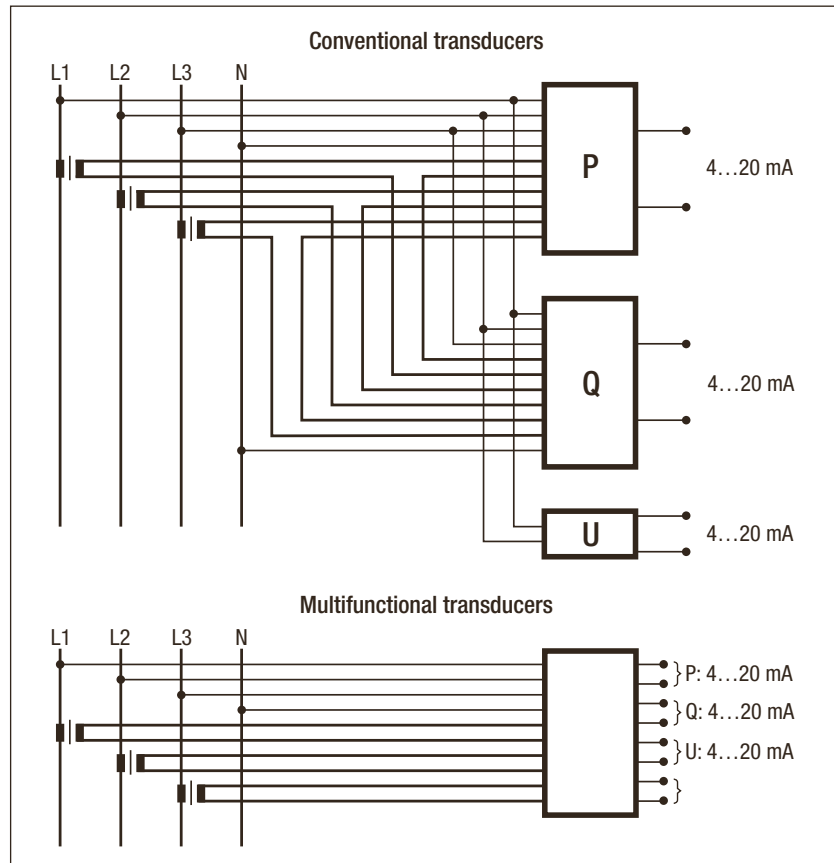 Conventional transducers
L1 L2 L3 N
P
4…20 mA
Q
4…20 mA
U
4…20 mA
Multifunctional transducers
L1 L2 L3 N
P: 4…20 mA
Q: 4…20 mA
U: 4…20 mA